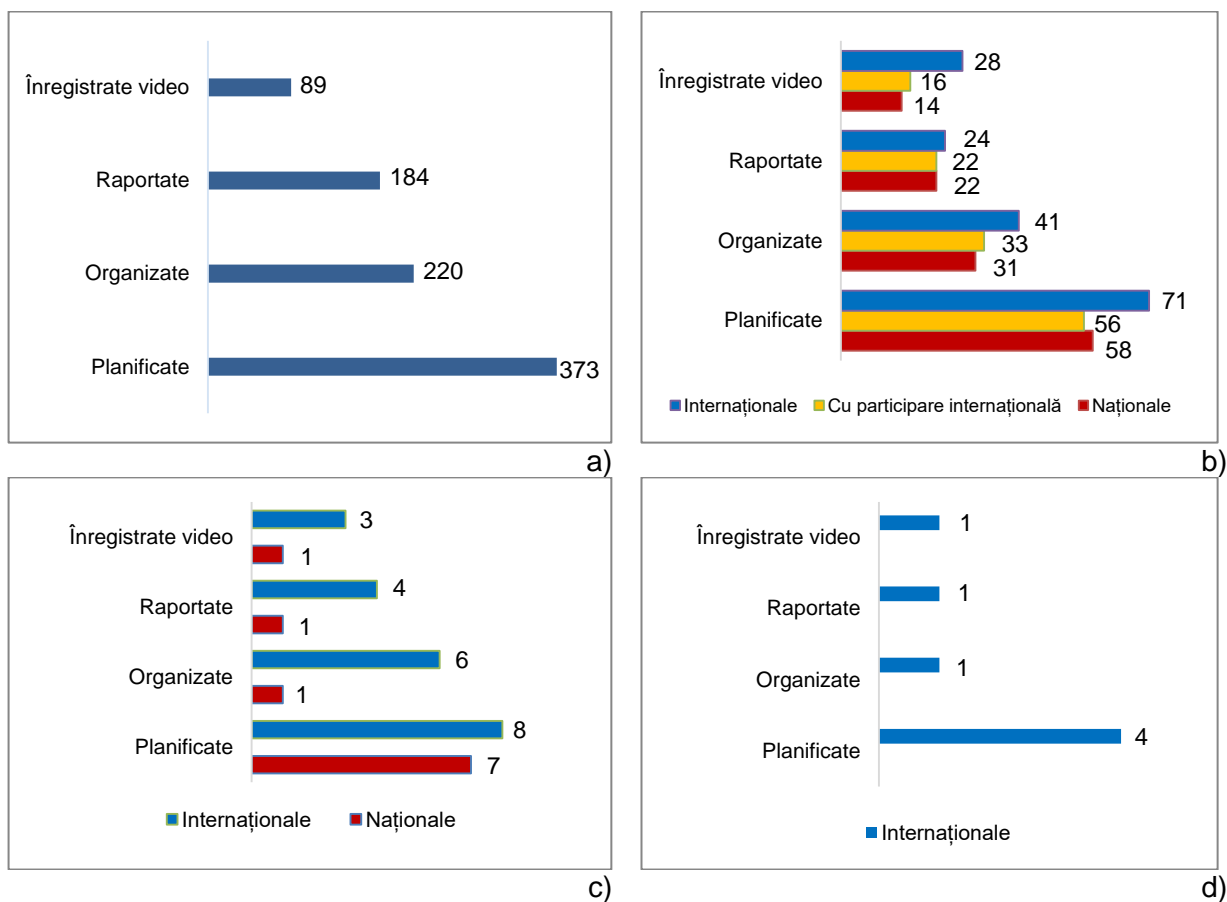 Înregistrate video 89
Raportate 184
Organizate 220
Planificate 373
a)
Înregistrate video 28 16 14
Raportate 24 22 22
Organizate 41 33 31
Planificate 71 56 58
Internaționale Cu participare internațională Naționale
b)
Înregistrate video 3 1
Raportate 4 1
Organizate 6 1
Planificate 8 7
Internaționale Naționale
c)
Înregistrate video 1
Raportate 1
Organizate 1
Planificate 4
Internaționale
d)